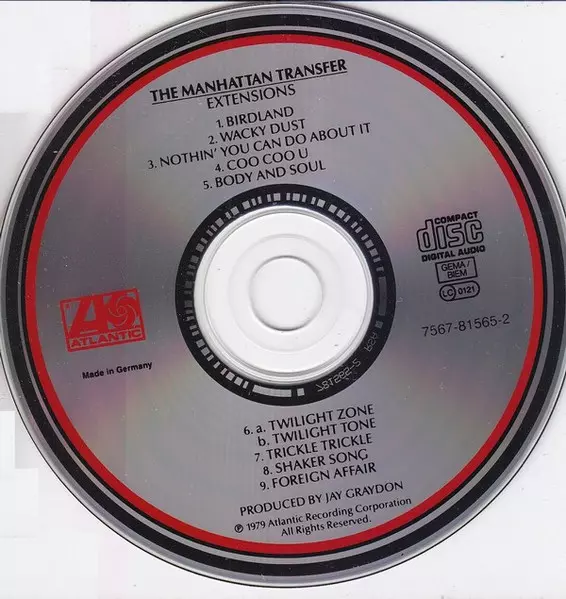 THE MANHATTAN TRANSFER
EXTENSIONS
1. BIRDLAND
2. WACKY DUST
3. NOTHIN' YOU CAN DO ABOUT IT
4. COO COO U
5. BODY AND SOUL
COMPACT
disc
DIGITAL AUDIO
GEMA/
BIEM
LC 0121
7567-81565-2
ATLANTIC
Made in Germany
6. a. TWILIGHT ZONE
b. TWILIGHT TONE
7. TRICKLE TRICKLE
8. SHAKER SONG
9. FOREIGN AFFAIR
PRODUCED BY JAY GRAYDON
℗ 1979 Atlantic Recording Corporation
All Rights Reserved.